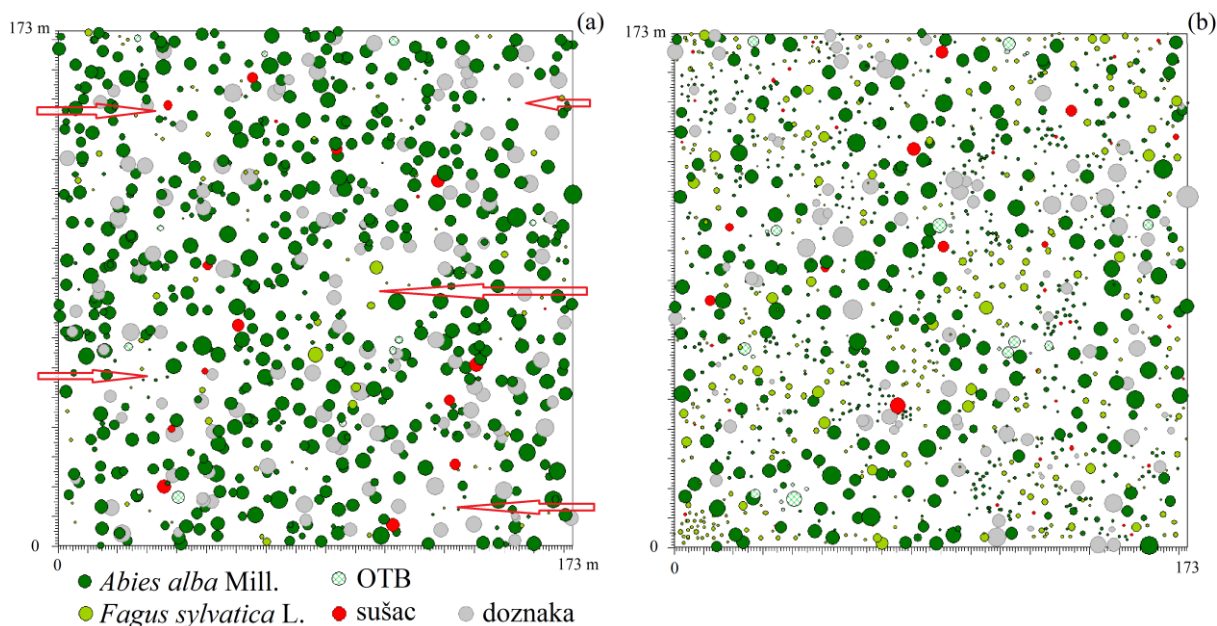 (a)
(b)
173 m
173 m
0
0
173 m
0
173
Abies alba Mill.
OTB
Fagus sylvatica L.
sušac
doznaka